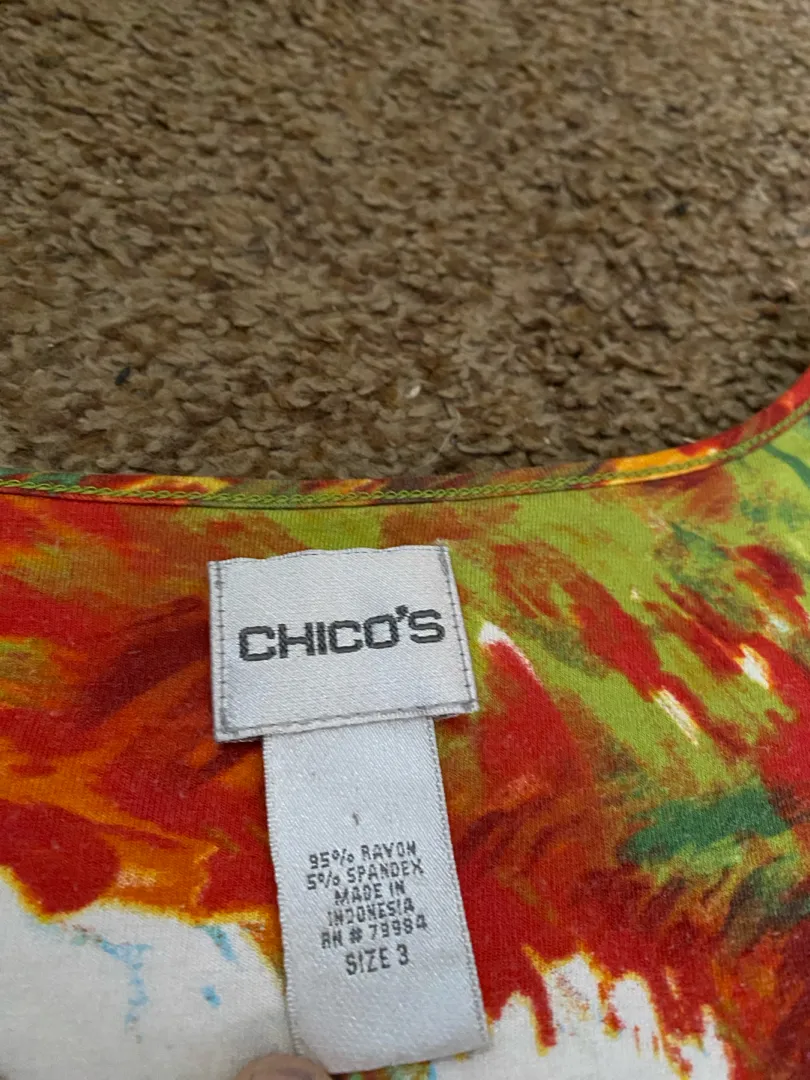 CHICO'S
95% RAYON
5% SPANDEX
MADE IN
INDONESIA
RN # 79984
SIZE 3